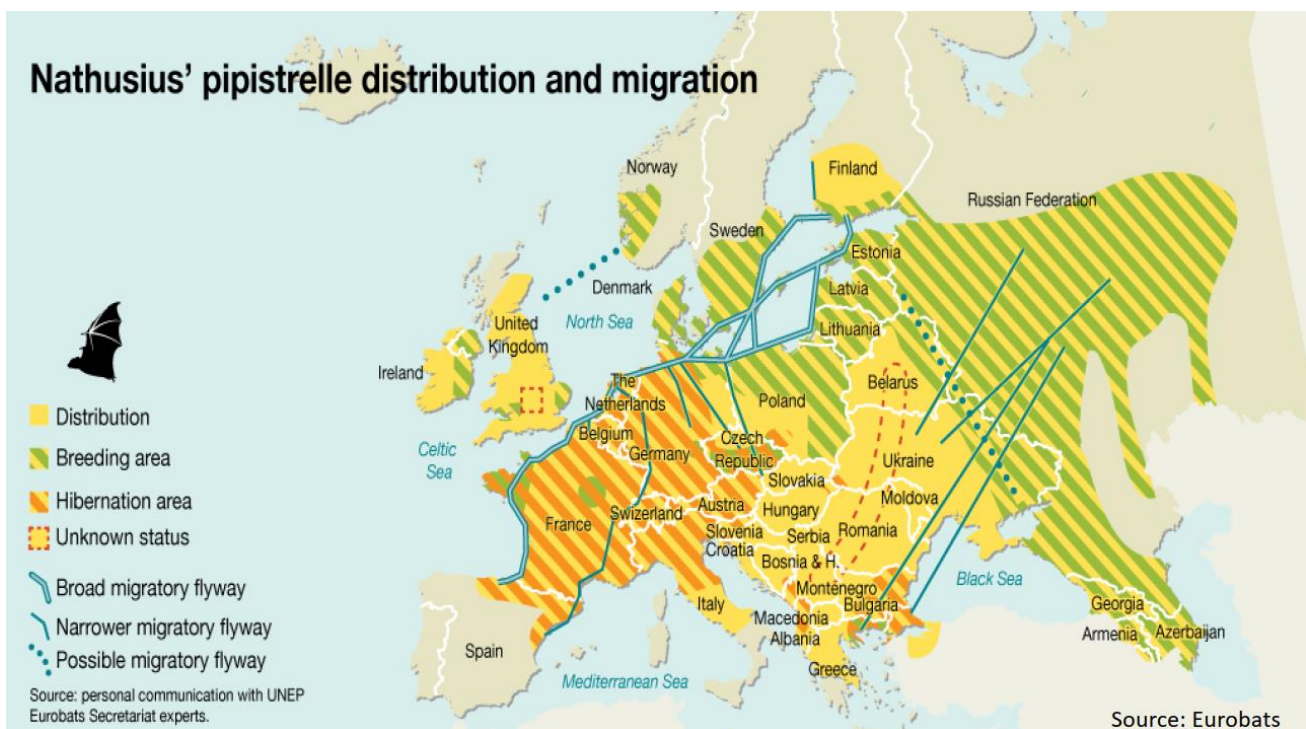 Nathusius' pipistrelle distribution and migration
Norway
Finland
Russian Federation
Sweden
Estonia
Denmark
Latvia
North Sea
United
Kingdom
Lithuania
Ireland
The
Netherlands
Belarus
Poland
Belgium
Celtic
Sea
Germany
Czech
Republic
Ukraine
Slovakia
Moldova
Austria
Hungary
France
Swizerland
Slovenia
Serbia
Romania
Croatia
Bosnia & H.
Black Sea
Montenegro
Bulgaria
Italy
Georgia
Macedonia
Armenia
Azerbaijan
Albania
Spain
Greece
Mediterranean Sea
Distribution
Breeding area
Hibernation area
Unknown status
Broad migratory flyway
Narrower migratory flyway
Possible migratory flyway
Source: personal communication with UNEP
Eurobats Secretariat experts.
Source: Eurobats